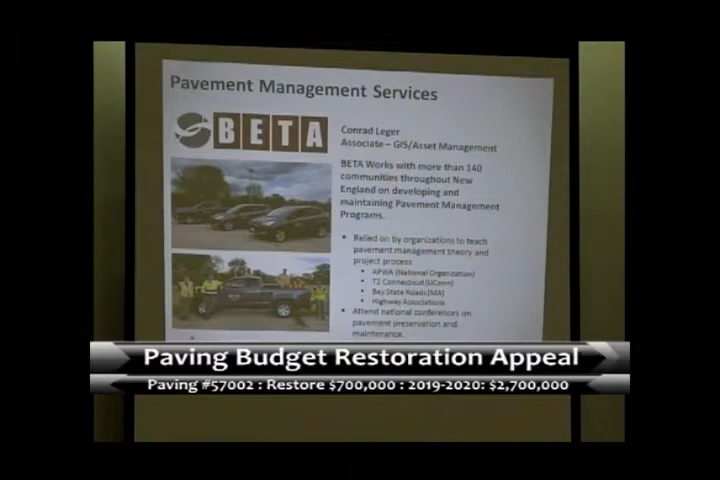 Pavement Management Services
BETA
Conrad Leger
Associate – GIS/Asset Management
BETA Works with more than 140
communities throughout New
England on developing and
maintaining Pavement Management
Programs.
Relied on by organizations to teach
pavement management theory and
project process
APWA (National Organization)
T2 Connecticut (UConn)
Bay State Roads (MA)
Highway Associations
Attend national conferences on
pavement preservation and
maintenance.
Paving Budget Restoration Appeal
Paving #57002 : Restore $700,000 : 2019-2020: $2,700,000